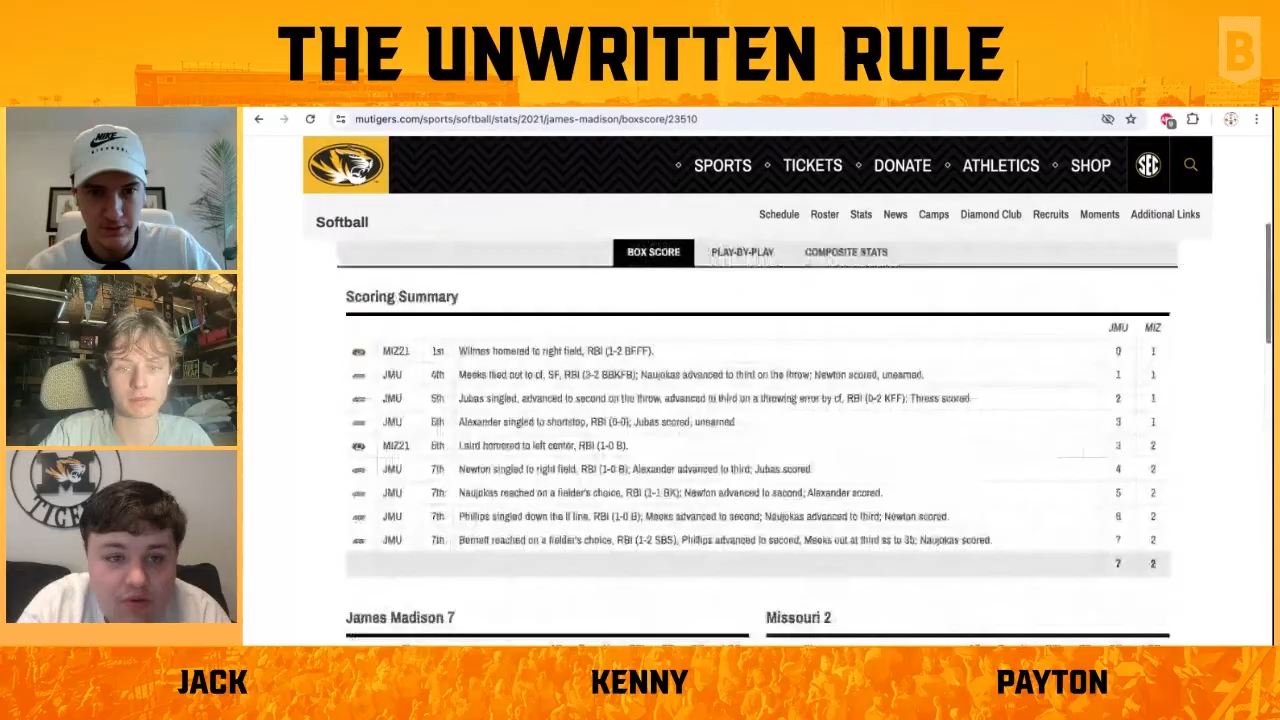 THE UNWRITTEN RULE
B
mutigers.com/sports/softball/stats/2021/james-madison/boxscore/23510
SPORTS TICKETS DONATE ATHLETICS SHOP SEC
Softball
Schedule Roster Stats News Camps Diamond Club Recruits Moments Additional Links
BOX SCORE PLAY-BY-PLAY COMPOSITE STATS
Scoring Summary
JMU MIZ
MIZ21 1st Wilmes homered to right field, RBI (1-2 BFFF). 0 1
JMU 4th Meeks flied out to cf, SF, RBI (3-2 BBKFB); Naujokas advanced to third on the throw; Newton scored, unearned. 1 1
JMU 5th Jubas singled, advanced to second on the throw, advanced to third on a throwing error by cf, RBI (0-2 KFF); Thress scored. 2 1
JMU 6th Alexander singled to shortstop, RBI (0-0); Jubas scored, unearned 3 1
MIZ21 6th Laird homered to left center, RBI (1-0 B). 3 2
JMU 7th Newton singled to right field, RBI (1-0 B); Alexander advanced to third; Jubas scored. 4 2
JMU 7th Naujokas reached on a fielder's choice, RBI (1-1 BK); Newton advanced to second; Alexander scored. 5 2
JMU 7th Phillips singled down the lf line, RBI (1-0 B); Meeks advanced to second; Naujokas advanced to third; Newton scored. 6 2
JMU 7th Bennett reached on a fielder's choice, RBI (1-2 SBS), Phillips advanced to second, Meeks out at third ss to 3b; Naujokas scored. 7 2
7 2
James Madison 7 Missouri 2
JACK KENNY PAYTON